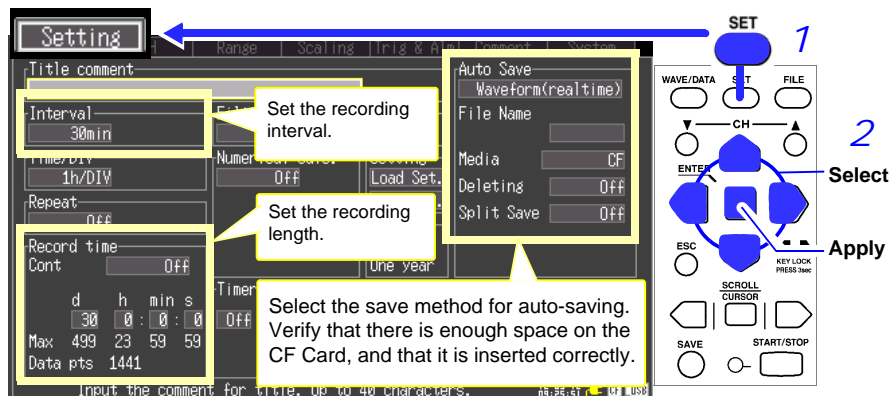 SET
1
Setting
Range
Scaling
Comment
System
Title comment
Interval
30min
Set the recording
interval.
Time/DIV
1h/DIV
Off
Load Set.
Repeat
Off
Set the recording
length.
Record time
Cont Off
d h min s
30 0 : 0 : 0
Max 499 23 59 59
Data pts 1441
One year
Timer
Off
Auto Save
Waveform(realtime)
File Name
Media CF
Deleting Off
Split Save Off
Select the save method for auto-saving.
Verify that there is enough space on the
CF Card, and that it is inserted correctly.
Input the comment for title. Up to 40 characters.
WAVE/DATA
SET
FILE
CH
2
ENTER
Select
Apply
ESC
KEY LOCK
PRESS 3sec
SCROLL
CURSOR
SAVE
START/STOP